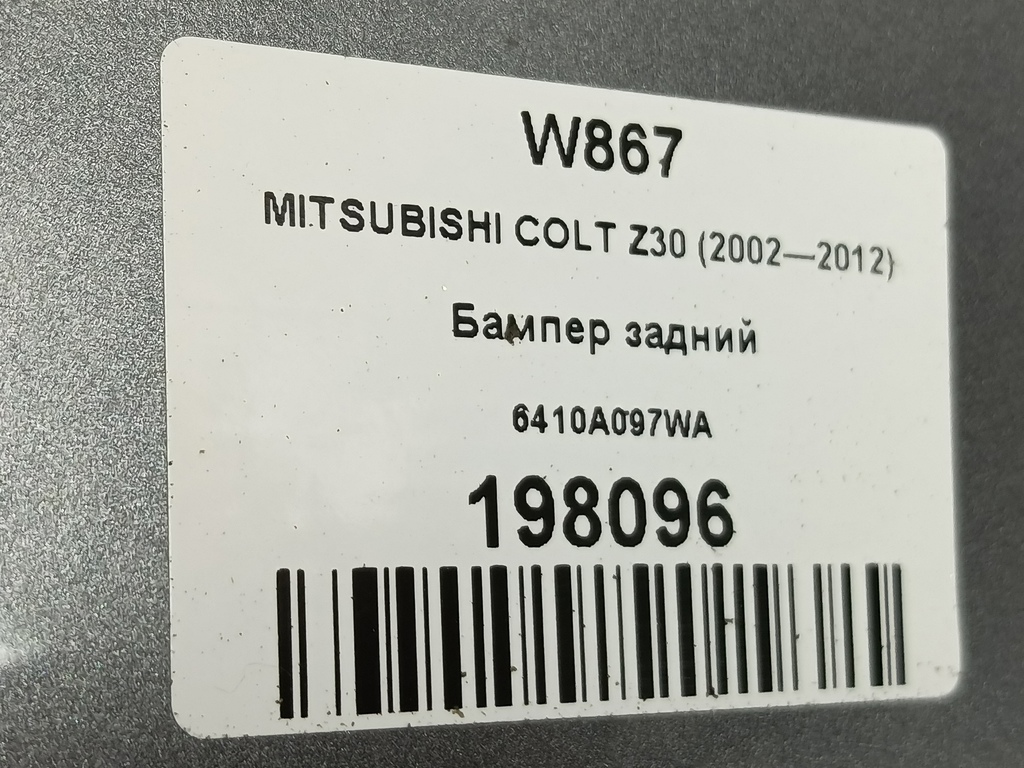 W867
MITSUBISHI COLT Z30 (2002—2012)
Бампер задний
6410A097WA
198096